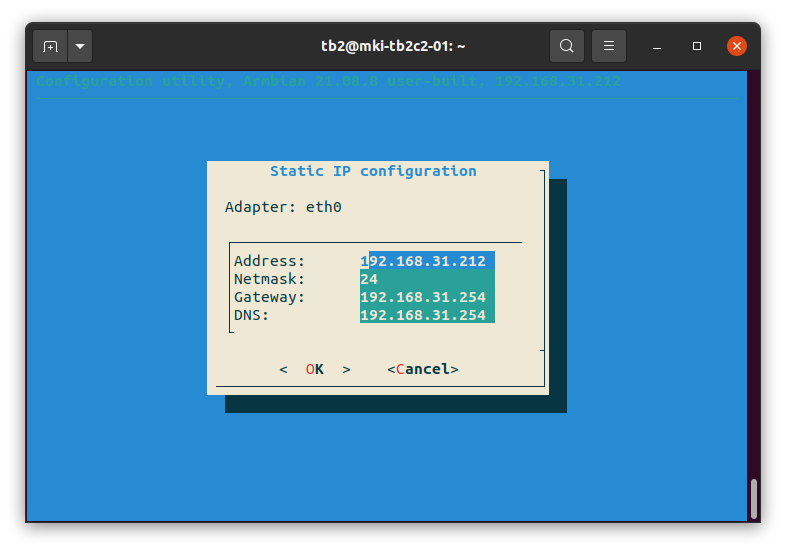 tb2@mki-tb2c2-01: ~
Configuration utility, Armbian 21.08.8 user-built, 192.168.31.212
Static IP configuration
Adapter: eth0
Address: 192.168.31.212
Netmask: 24
Gateway: 192.168.31.254
DNS: 192.168.31.254
< OK > <Cancel>